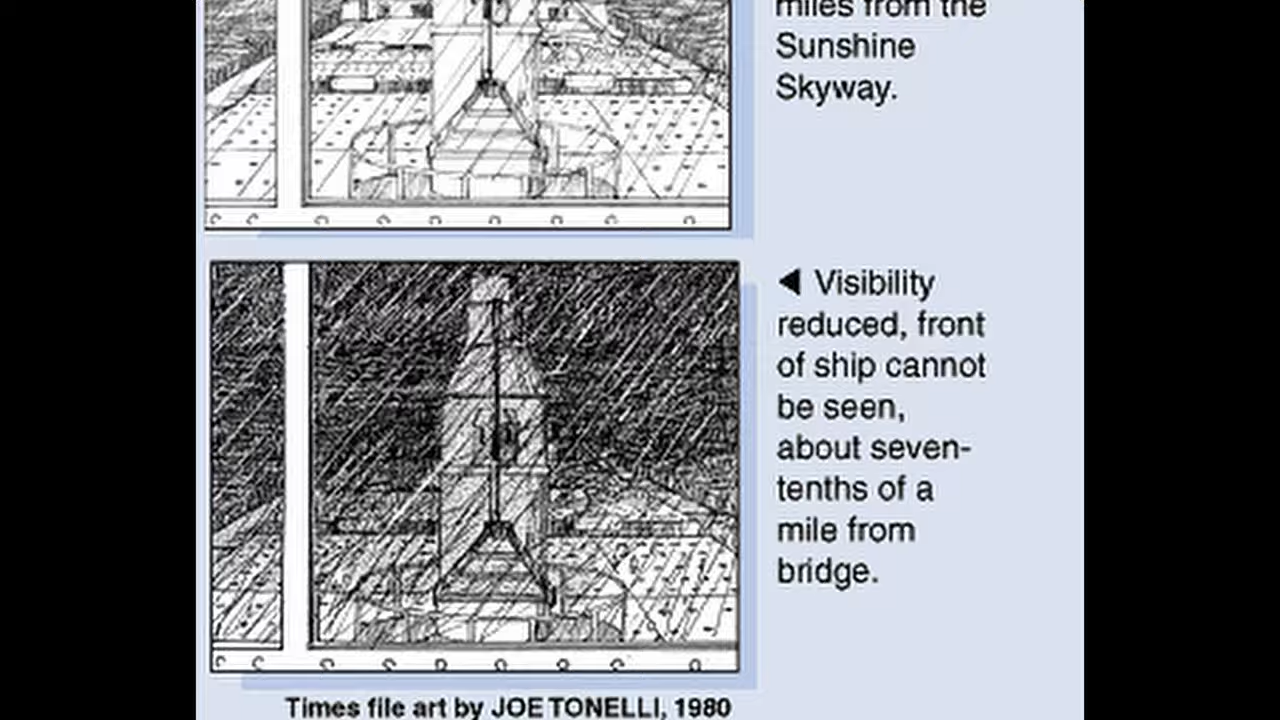 miles from the
Sunshine
Skyway.
◀ Visibility
reduced, front
of ship cannot
be seen,
about seven-
tenths of a
mile from
bridge.
Times file art by JOE TONELLI, 1980